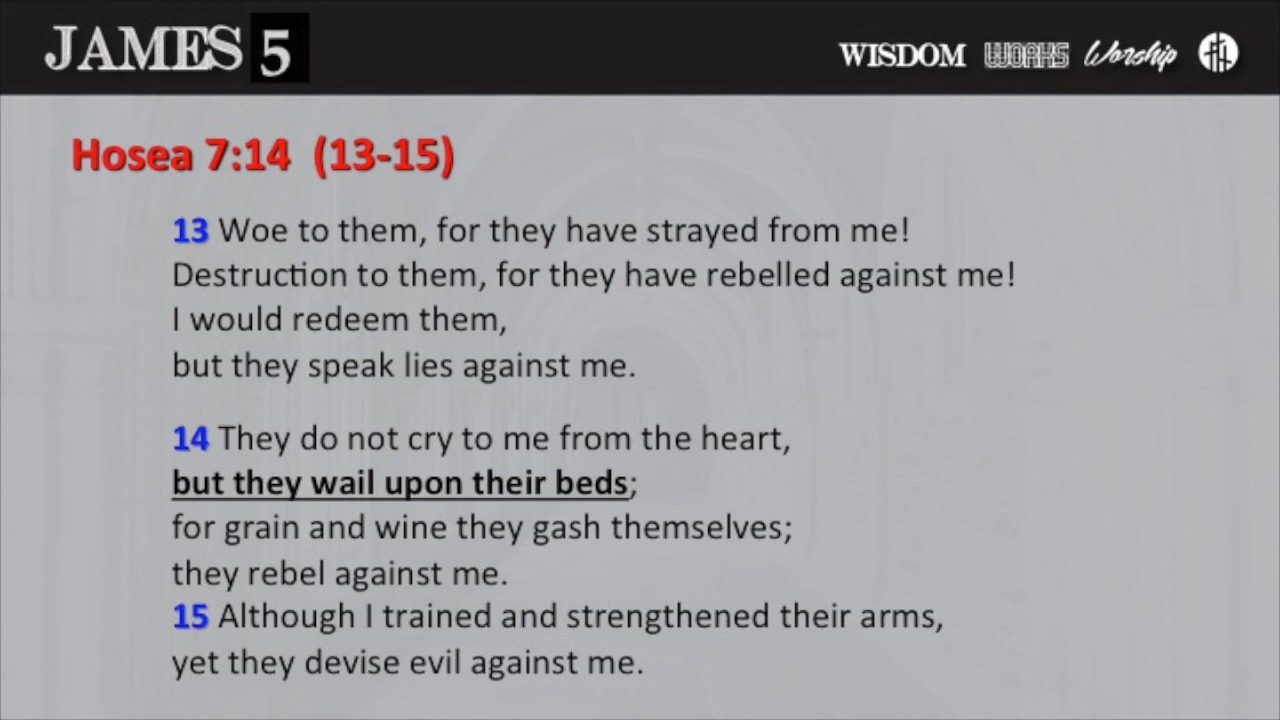 JAMES 5
WISDOM WORKS Worship
Hosea 7:14 (13-15)
13 Woe to them, for they have strayed from me!
Destruction to them, for they have rebelled against me!
I would redeem them,
but they speak lies against me.
14 They do not cry to me from the heart,
but they wail upon their beds;
for grain and wine they gash themselves;
they rebel against me.
15 Although I trained and strengthened their arms,
yet they devise evil against me.